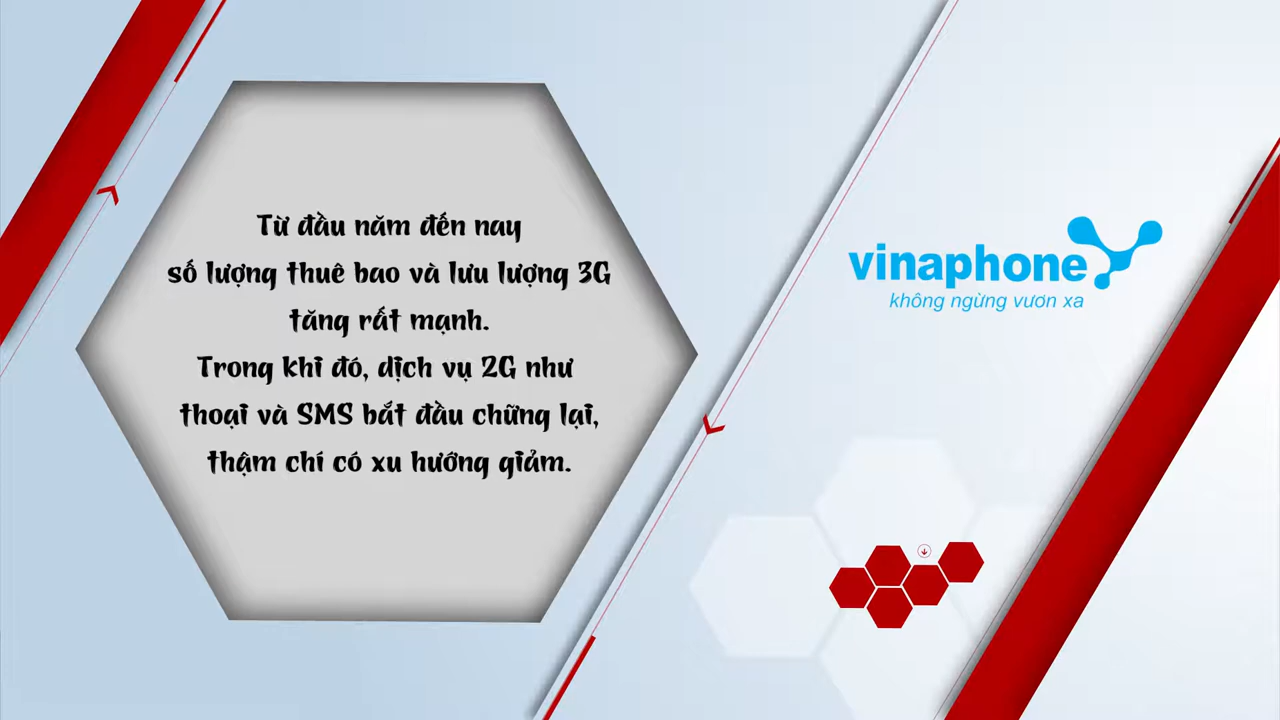 Từ đầu năm đến nay
số lượng thuê bao và lưu lượng 3G
tăng rất mạnh.
Trong khi đó, dịch vụ 2G như
thoại và SMS bắt đầu chững lại,
thậm chí có xu hướng giảm.
vinaphone
không ngừng vươn xa